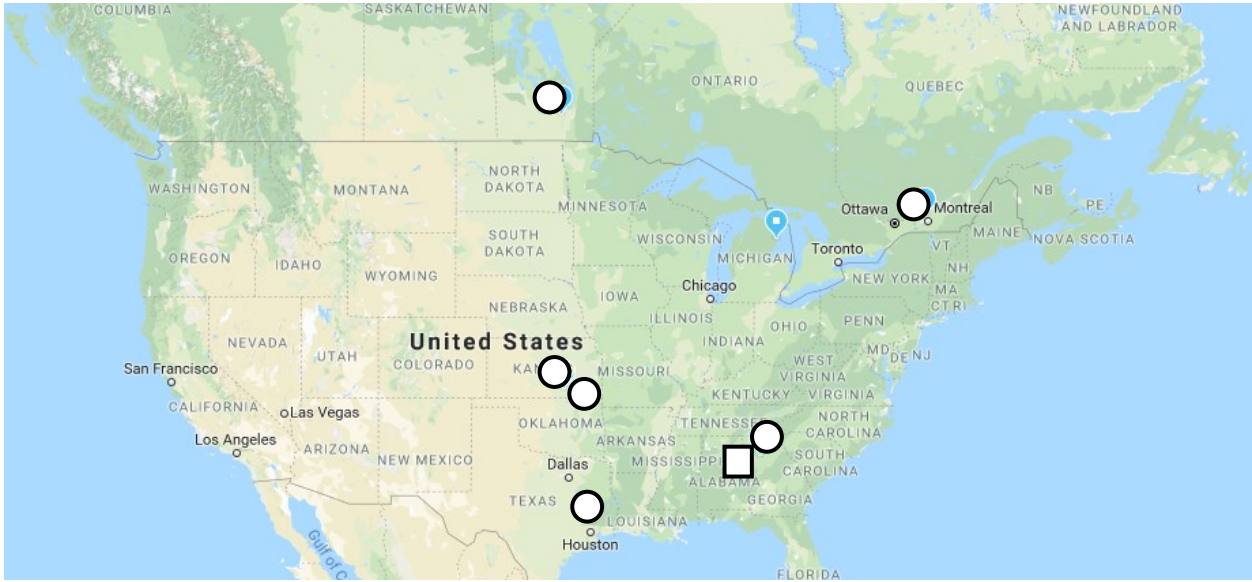 COLUMBIA
SASKATCHEWAN
NEWFOUNDLAND
AND LABRADOR
ONTARIO
QUEBEC
WASHINGTON
MONTANA
NORTH
DAKOTA
MINNESOTA
Ottawa
Montreal
NB
PE
NOVA SCOTIA
MAINE
VT
NH
MA
CT RI
OREGON
IDAHO
WYOMING
SOUTH
DAKOTA
WISCONSIN
MICHIGAN
Toronto
NEW YORK
Chicago
NEBRASKA
IOWA
ILLINOIS
INDIANA
OHIO
PENN
MD
DE
NJ
United States
NEVADA
UTAH
COLORADO
MISSOURI
WEST
VIRGINIA
KENTUCKY
VIRGINIA
San Francisco
CALIFORNIA
Las Vegas
Los Angeles
ARIZONA
NEW MEXICO
OKLAHOMA
ARKANSAS
TENNESSEE
NORTH
CAROLINA
SOUTH
CAROLINA
MISSISSIPPI
ALABAMA
GEORGIA
Dallas
TEXAS
LOUISIANA
Houston
Gulf of C
FLORIDA